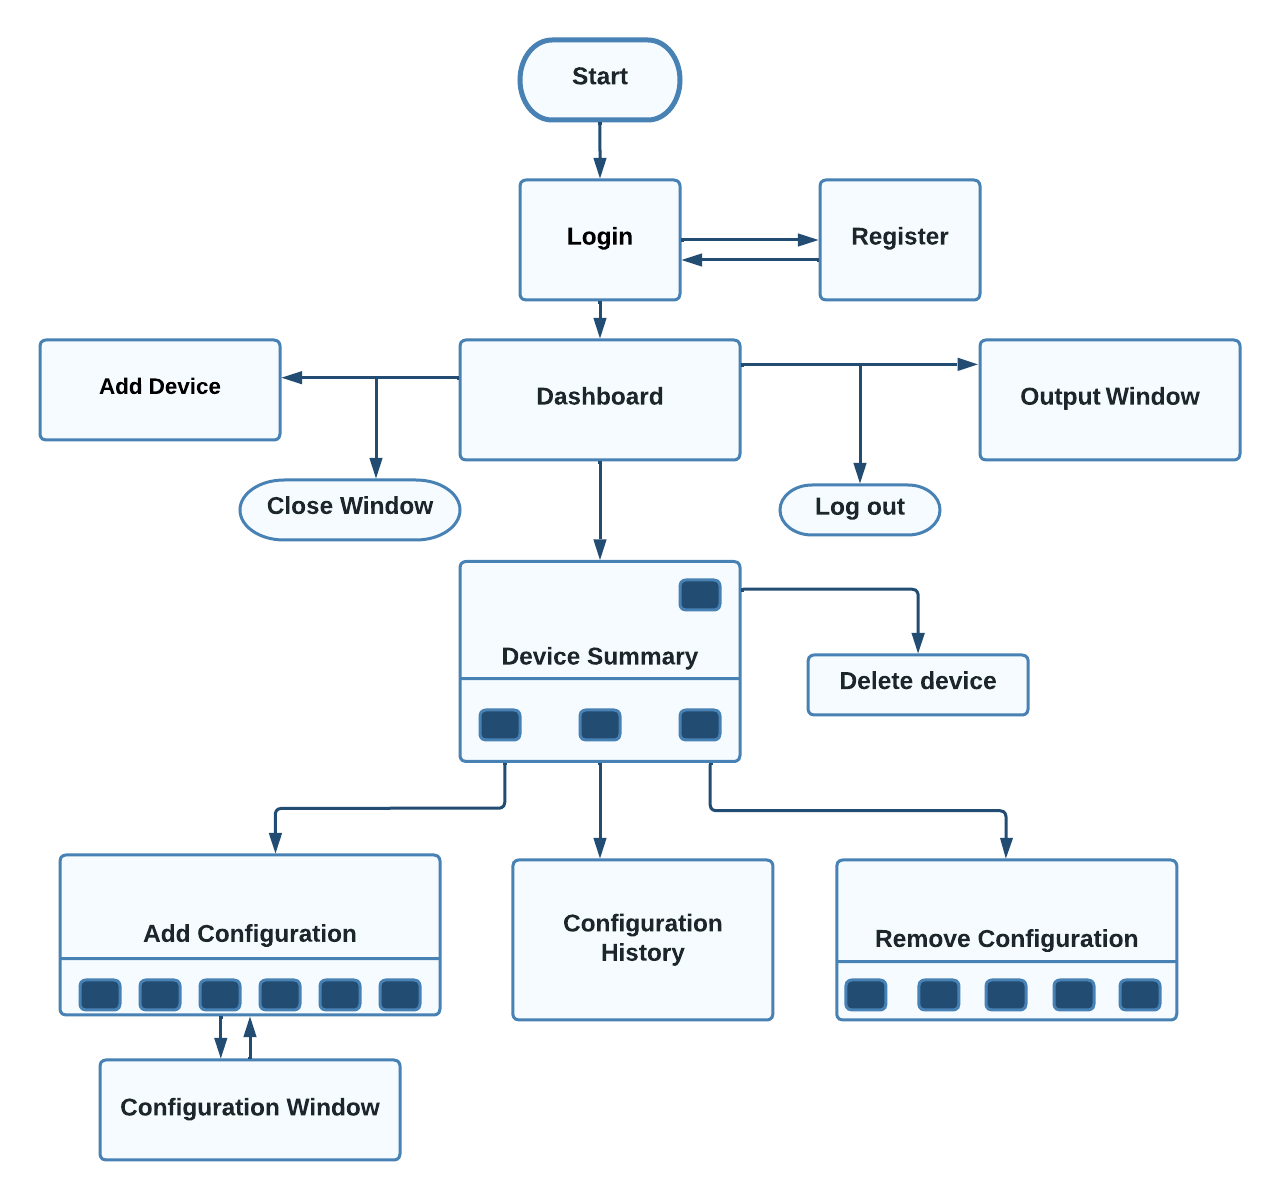 Start
Login
Register
Add Device
Dashboard
Output Window
Close Window
Log out
Device Summary
Delete device
Add Configuration
Configuration
History
Remove Configuration
Configuration Window